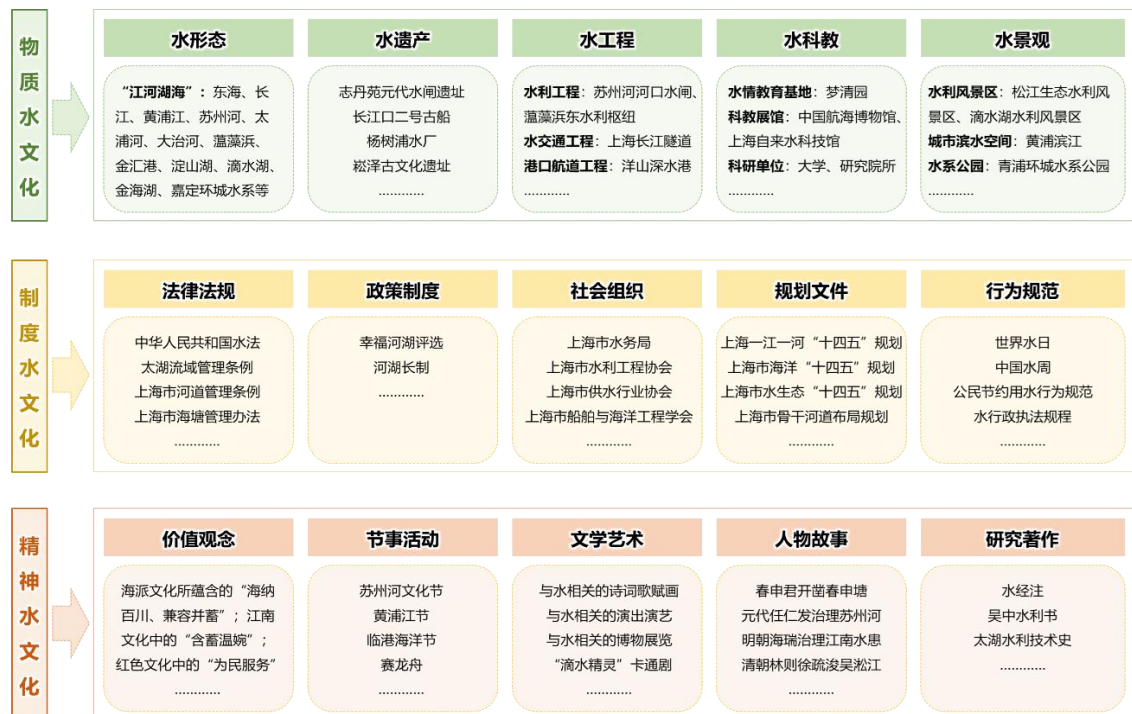 物质水文化
水形态
“江河湖海”：东海、长
江、黄浦江、苏州河、太
浦河、大治河、蕰藻浜、
金汇港、淀山湖、滴水湖、
金海湖、嘉定环城水系等
水遗产
志丹苑元代水闸遗址
长江口二号古船
杨树浦水厂
崧泽古文化遗址
…………
水工程
水利工程：苏州河河口水闸、
蕰藻浜东水利枢纽
水交通工程：上海长江隧道
港口航道工程：洋山深水港
…………
水科教
水情教育基地：梦清园
科教展馆：中国航海博物馆、
上海自来水科技馆
科研单位：大学、研究院所
…………
水景观
水利风景区：松江生态水利风
景区、滴水湖水利风景区
城市滨水空间：黄浦滨江
水系公园：青浦环城水系公园
…………
制度水文化
法律法规
中华人民共和国水法
太湖流域管理条例
上海市河道管理条例
上海市海塘管理办法
…………
政策制度
幸福河湖评选
河湖长制
…………
社会组织
上海市水务局
上海市水利工程协会
上海市供水行业协会
上海市船舶与海洋工程学会
…………
规划文件
上海一江一河“十四五”规划
上海市海洋“十四五”规划
上海市水生态“十四五”规划
上海市骨干河道布局规划
…………
行为规范
世界水日
中国水周
公民节约用水行为规范
水行政执法规程
…………
精神水文化
价值观念
海派文化所蕴含的“海纳
百川、兼容并蓄”；江南
文化中的“含蓄温婉”；
红色文化中的“为民服务”
…………
节事活动
苏州河文化节
黄浦江节
临港海洋节
赛龙舟
…………
文学艺术
与水相关的诗词歌赋画
与水相关的演出演艺
与水相关的博物展览
“滴水精灵”卡通剧
…………
人物故事
春申君开凿春申塘
元代任仁发治理苏州河
明朝海瑞治理江南水患
清朝林则徐疏浚吴淞江
…………
研究著作
水经注
吴中水利书
太湖水利技术史
…………